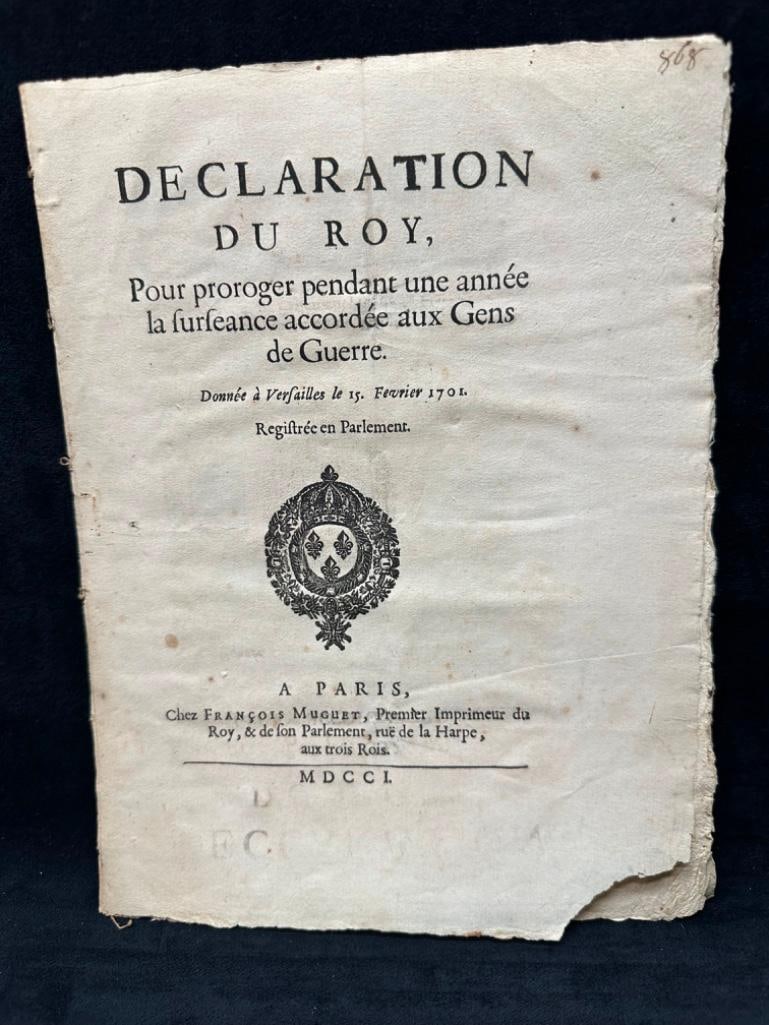 868
DECLARATION
DU ROY,
Pour proroger pendant une année
la ſurſeance accordée aux Gens
de Guerre.
Donnée à Verſailles le 15. Fevrier 1701.
Regiſtrée en Parlement.
A PARIS,
Chez FRANÇOIS MUGUET, Premier Imprimeur du
Roy, & de ſon Parlement, ruë de la Harpe,
aux trois Rois.
MDCCI.